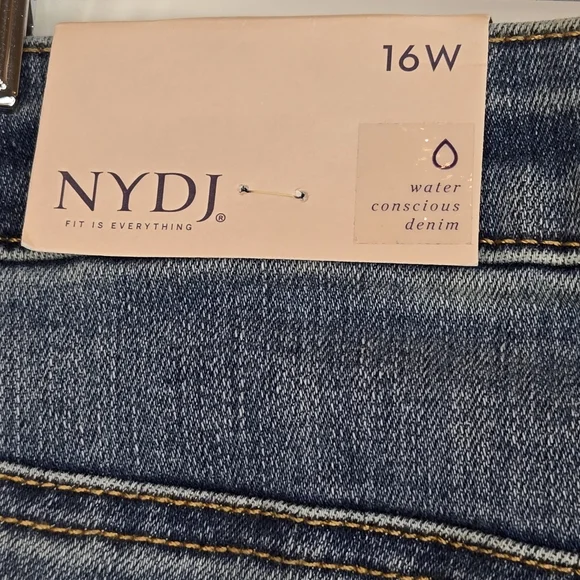 16W
NYDJ®
FIT IS EVERYTHING
water
conscious
denim